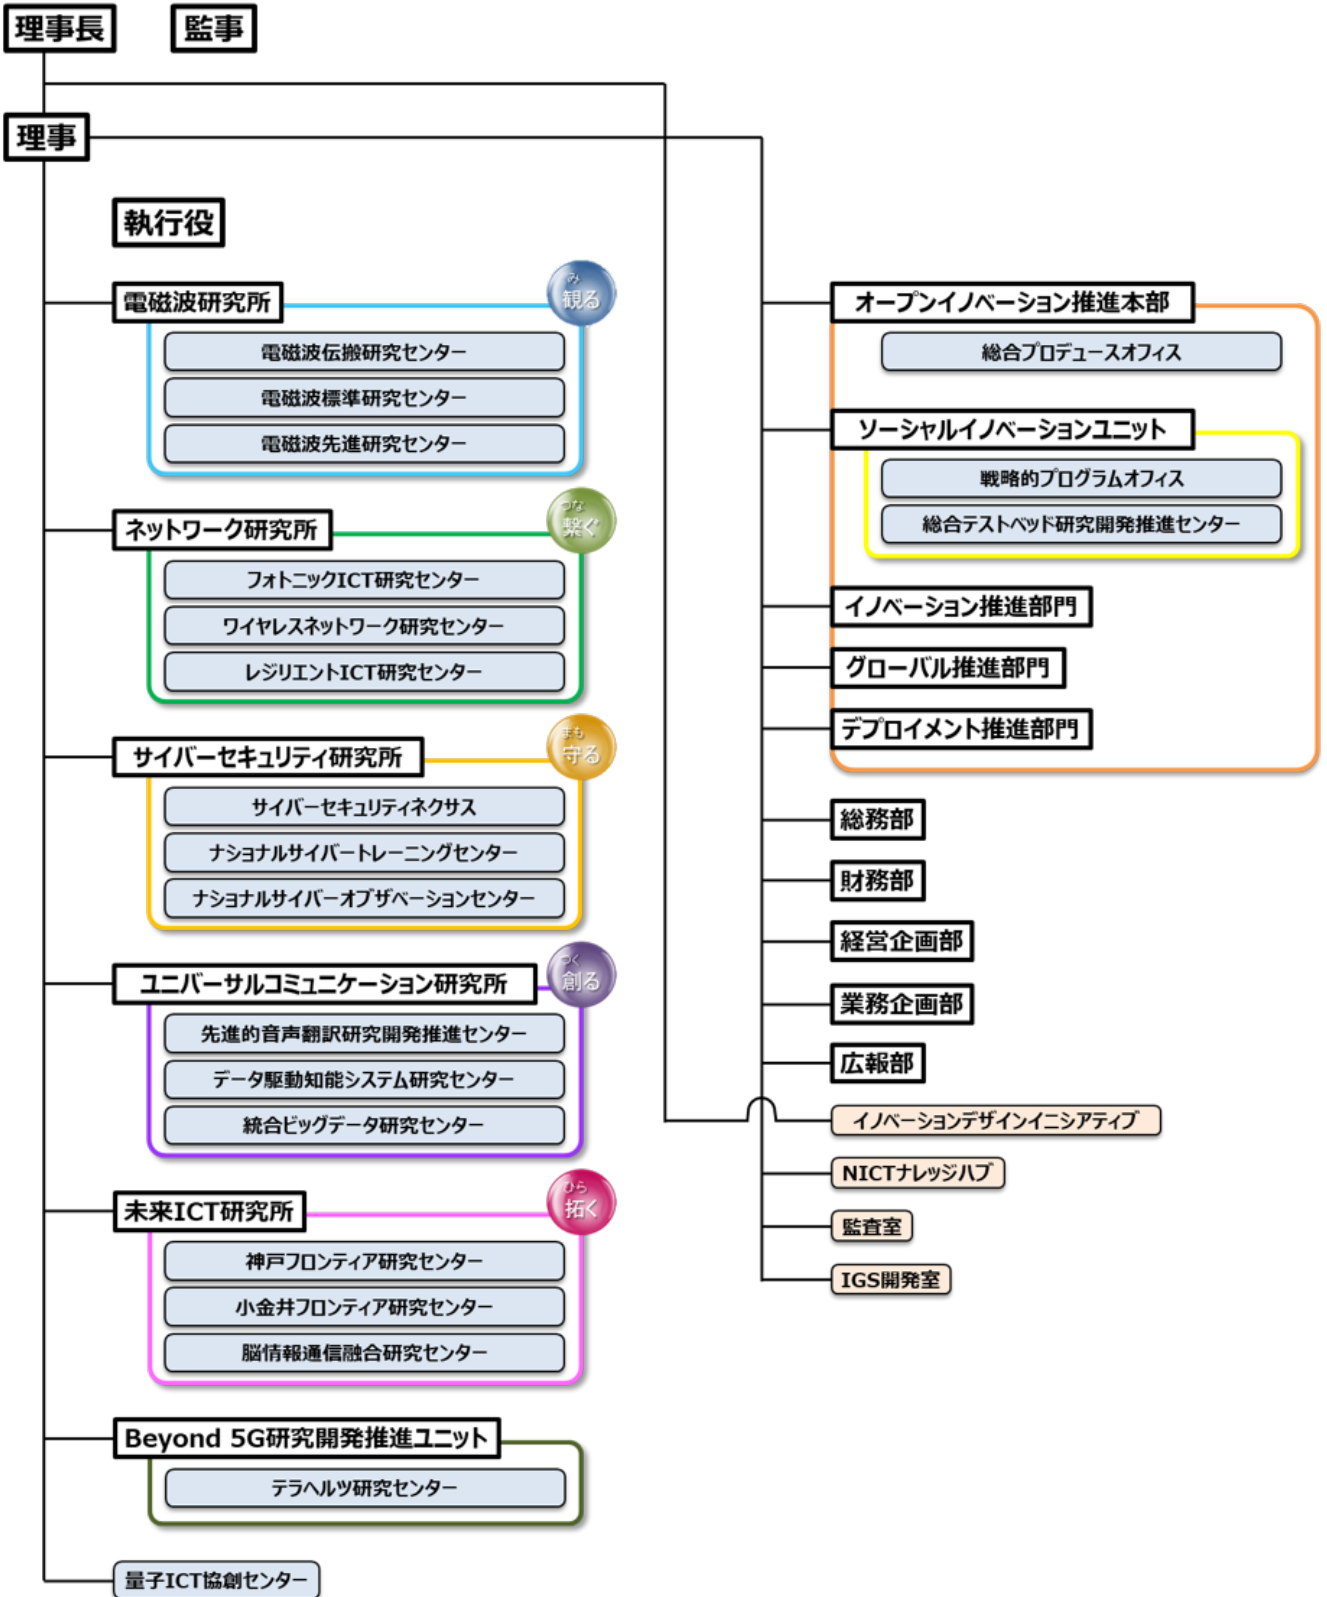 理事長
監事
理事
執行役
電磁波研究所
み
観る
電磁波伝搬研究センター
電磁波標準研究センター
電磁波先進研究センター
ネットワーク研究所
つな
繋ぐ
フォトニックICT研究センター
ワイヤレスネットワーク研究センター
レジリエントICT研究センター
サイバーセキュリティ研究所
まも
守る
サイバーセキュリティネクサス
ナショナルサイバートレーニングセンター
ナショナルサイバーオブザベーションセンター
ユニバーサルコミュニケーション研究所
つく
創る
先進的音声翻訳研究開発推進センター
データ駆動知能システム研究センター
統合ビッグデータ研究センター
未来ICT研究所
ひら
拓く
神戸フロンティア研究センター
小金井フロンティア研究センター
脳情報通信融合研究センター
Beyond 5G研究開発推進ユニット
テラヘルツ研究センター
量子ICT協創センター
オープンイノベーション推進本部
総合プロデュースオフィス
ソーシャルイノベーションユニット
戦略的プログラムオフィス
総合テストベッド研究開発推進センター
イノベーション推進部門
グローバル推進部門
デプロイメント推進部門
総務部
財務部
経営企画部
業務企画部
広報部
イノベーションデザインイニシアティブ
NICTナレッジハブ
監査室
IGS開発室